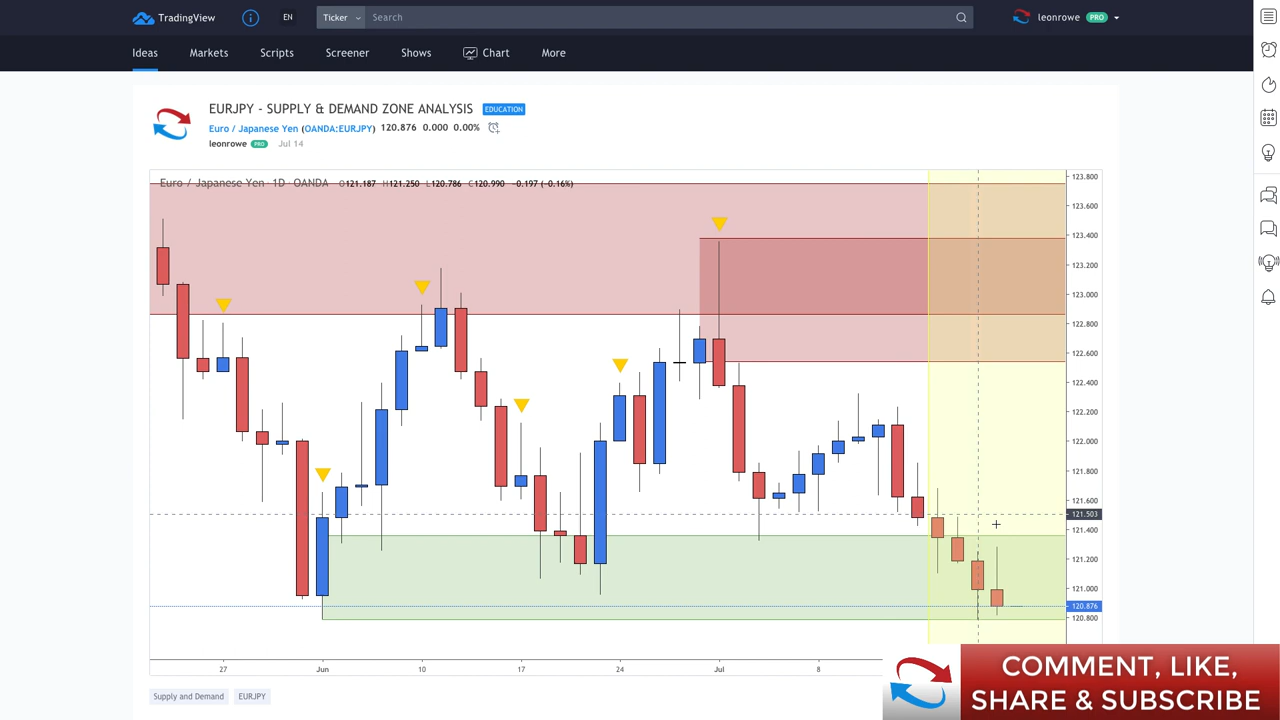 TradingView EN Ticker Search leonrowe PRO
Ideas Markets Scripts Screener Shows Chart More
EURJPY - SUPPLY & DEMAND ZONE ANALYSIS EDUCATION
Euro / Japanese Yen (OANDA:EURJPY) 120.876 0.000 0.00%
leonrowe PRO Jul 14
Euro / Japanese Yen · 1D · OANDA O121.187 H121.250 L120.786 C120.990 −0.197 (−0.16%)
123.800
123.600
123.400
123.200
123.000
122.800
122.600
122.400
122.200
122.000
121.800
121.600
121.503
121.400
121.200
121.000
120.876
120.800
27 Jun 10 17 24 Jul 8
Supply and Demand EURJPY
COMMENT, LIKE,
SHARE & SUBSCRIBE